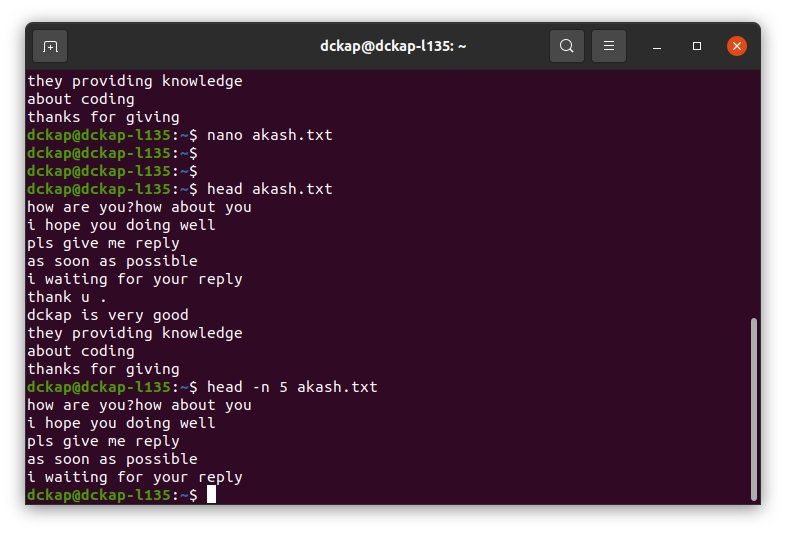 dckap@dckap-l135: ~
they providing knowledge
about coding
thanks for giving
dckap@dckap-l135:~$ nano akash.txt
dckap@dckap-l135:~$
dckap@dckap-l135:~$
dckap@dckap-l135:~$ head akash.txt
how are you?how about you
i hope you doing well
pls give me reply
as soon as possible
i waiting for your reply
thank u .
dckap is very good
they providing knowledge
about coding
thanks for giving
dckap@dckap-l135:~$ head -n 5 akash.txt
how are you?how about you
i hope you doing well
pls give me reply
as soon as possible
i waiting for your reply
dckap@dckap-l135:~$